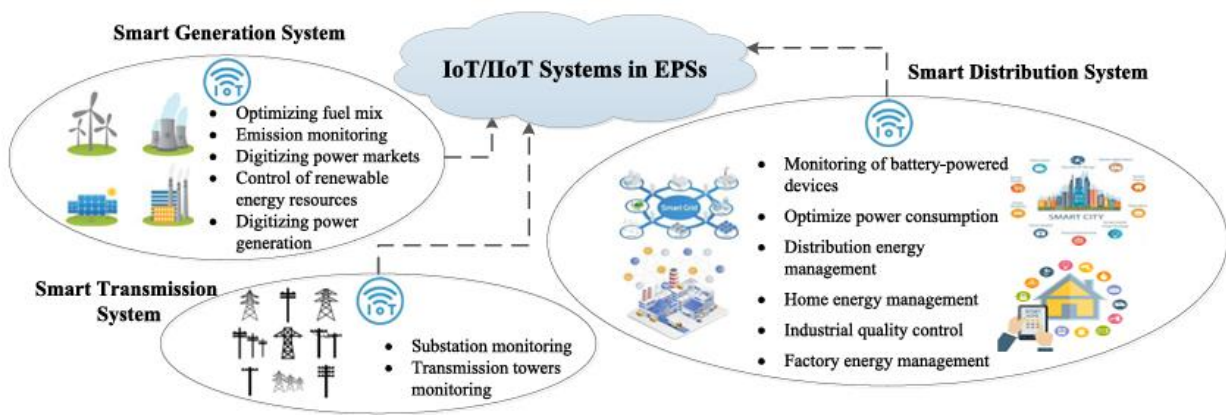 Smart Generation System
IoT
Optimizing fuel mix
Emission monitoring
Digitizing power markets
Control of renewable
energy resources
Digitizing power
generation
IoT/IIoT Systems in EPSs
Smart Transmission
System
IoT
Substation monitoring
Transmission towers
monitoring
Smart Distribution System
IoT
Smart Grid
Monitoring of battery-powered
devices
Optimize power consumption
Distribution energy
management
Home energy management
Industrial quality control
Factory energy management
SMART CITY